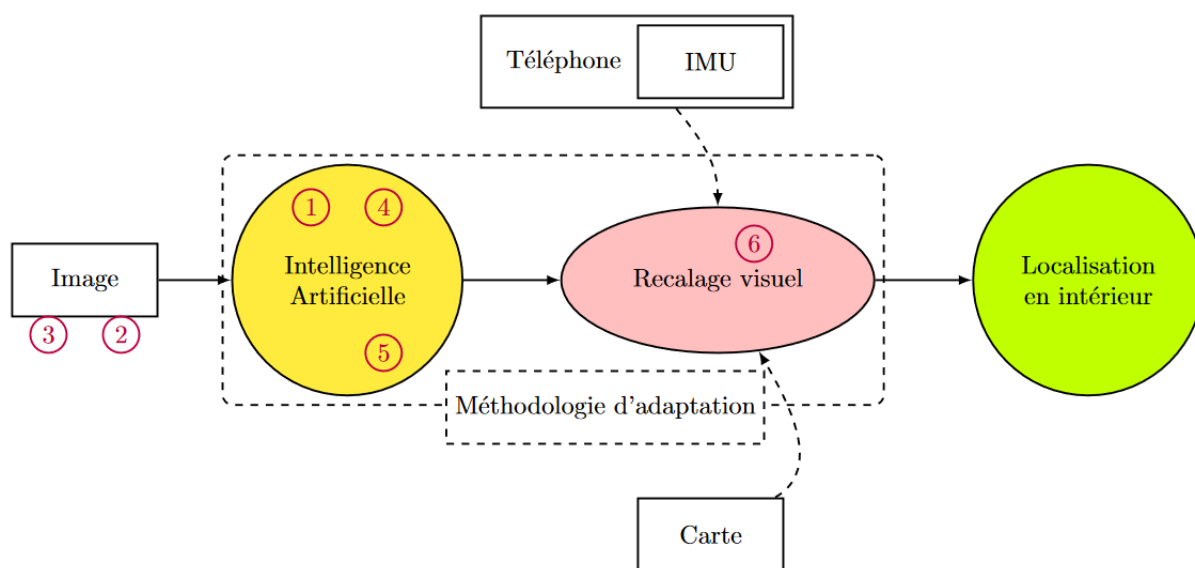 Téléphone
IMU
1
4
Image
Intelligence
Artificielle
6
Recalage visuel
Localisation
en intérieur
3
2
5
Méthodologie d'adaptation
Carte